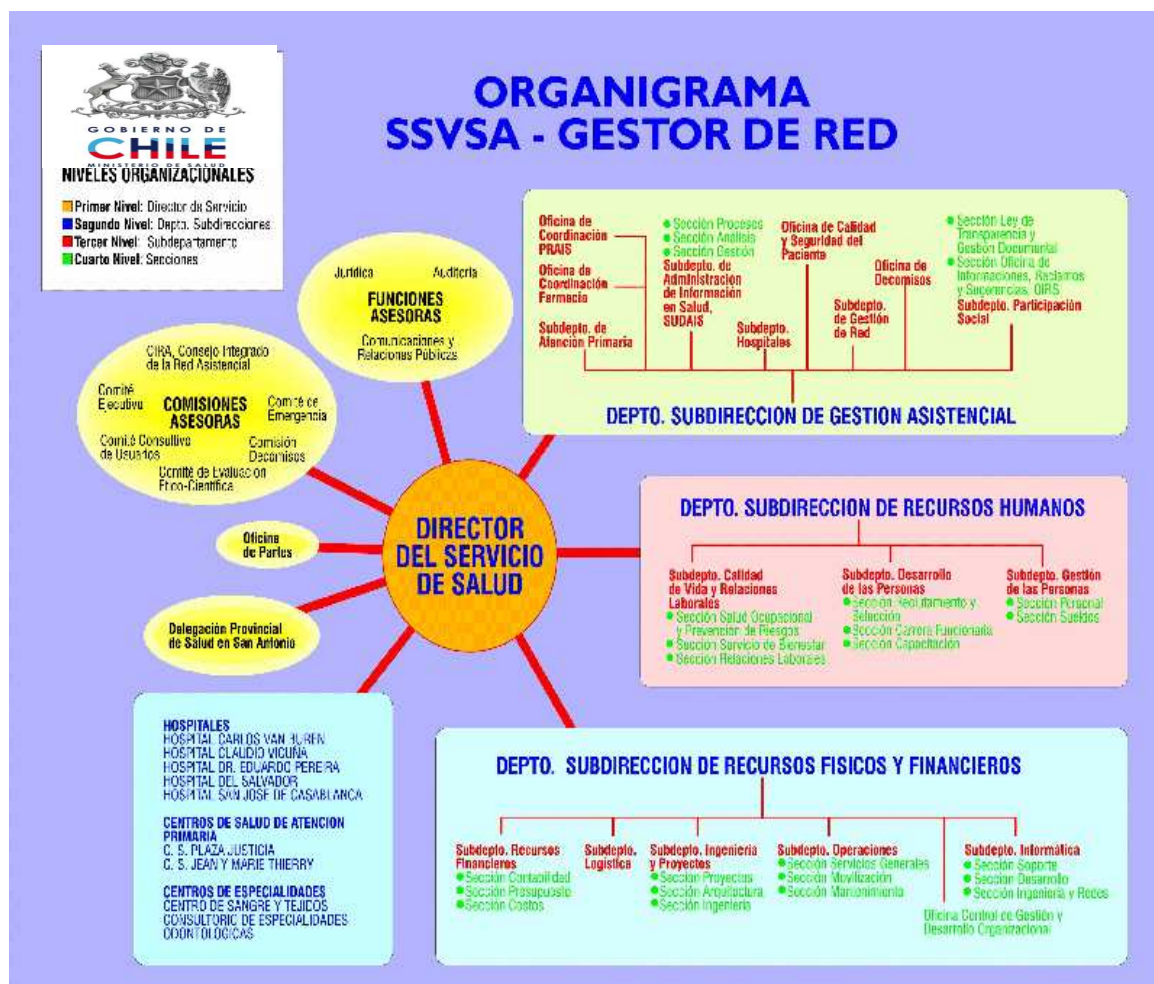 ORGANIGRAMA
SSVSA - GESTOR DE RED
GOBIERNO DE
CHILE
MINISTERIO DE SALUD
NIVELES ORGANIZACIONALES
Primer Nivel: Director de Servicio
Segundo Nivel: Depto. Subdirecciones
Tercer Nivel: Subdepartamento
Cuarto Nivel: Secciones
Jurídica
Auditoría
FUNCIONES
ASESORAS
Comunicaciones y
Relaciones Públicas
CIRA, Consejo Integrado
de la Red Asistencial
Comité
Ejecutivo
COMISIONES
ASESORAS
Comité de
Emergencia
Comité Consultivo
de Usuarios
Comisión
Decomisos
Comité de Evaluación
Ético-Científica
Oficina
de Partes
Delegación Provincial
de Salud en San Antonio
DIRECTOR
DEL SERVICIO
DE SALUD
Oficina de
Coordinación
PRAIS
Oficina de
Coordinación
Farmacia
Subdepto. de
Atención Primaria
Sección Procesos
Sección Análisis
Sección Gestión
Subdepto. de
Administración
de Información
en Salud,
SUDAIS
Subdepto.
Hospitales
Oficina de Calidad
y Seguridad del
Paciente
Subdepto.
de Gestión
de Red
Oficina de
Decomisos
Sección Ley de
Transparencia y
Gestión Documental
Sección Oficina de
Informaciones, Reclamos
y Sugerencias, OIRS
Subdepto. Participación
Social
DEPTO. SUBDIRECCION DE GESTION ASISTENCIAL
DEPTO. SUBDIRECCION DE RECURSOS HUMANOS
Subdepto. Calidad
de Vida y Relaciones
Laborales
Sección Salud Ocupacional
y Prevención de Riesgos
Sección Servicio de Bienestar
Sección Relaciones Laborales
Subdepto. Desarrollo
de las Personas
Sección Reclutamiento y
Selección
Sección Carrera Funcionaria
Sección Capacitación
Subdepto. Gestión
de las Personas
Sección Personal
Sección Sueldos
HOSPITALES
HOSPITAL CARLOS VAN BUREN
HOSPITAL CLAUDIO VICUÑA
HOSPITAL DR. EDUARDO PEREIRA
HOSPITAL DEL SALVADOR
HOSPITAL SAN JOSE DE CASABLANCA
CENTROS DE SALUD DE ATENCION
PRIMARIA
C. S. PLAZA JUSTICIA
C. S. JEAN Y MARIE THIERRY
CENTROS DE ESPECIALIDADES
CENTRO DE SANGRE Y TEJIDOS
CONSULTORIO DE ESPECIALIDADES
ODONTOLOGICAS
DEPTO. SUBDIRECCION DE RECURSOS FISICOS Y FINANCIEROS
Subdepto. Recursos
Financieros
Sección Contabilidad
Sección Presupuesto
Sección Costos
Subdepto.
Logística
Subdepto. Ingeniería
y Proyectos
Sección Proyectos
Sección Arquitectura
Sección Ingeniería
Subdepto. Operaciones
Sección Servicios Generales
Sección Movilización
Sección Mantenimiento
Subdepto. Informática
Sección Soporte
Sección Desarrollo
Sección Ingeniería y Redes
Oficina Control de Gestión y
Desarrollo Organizacional